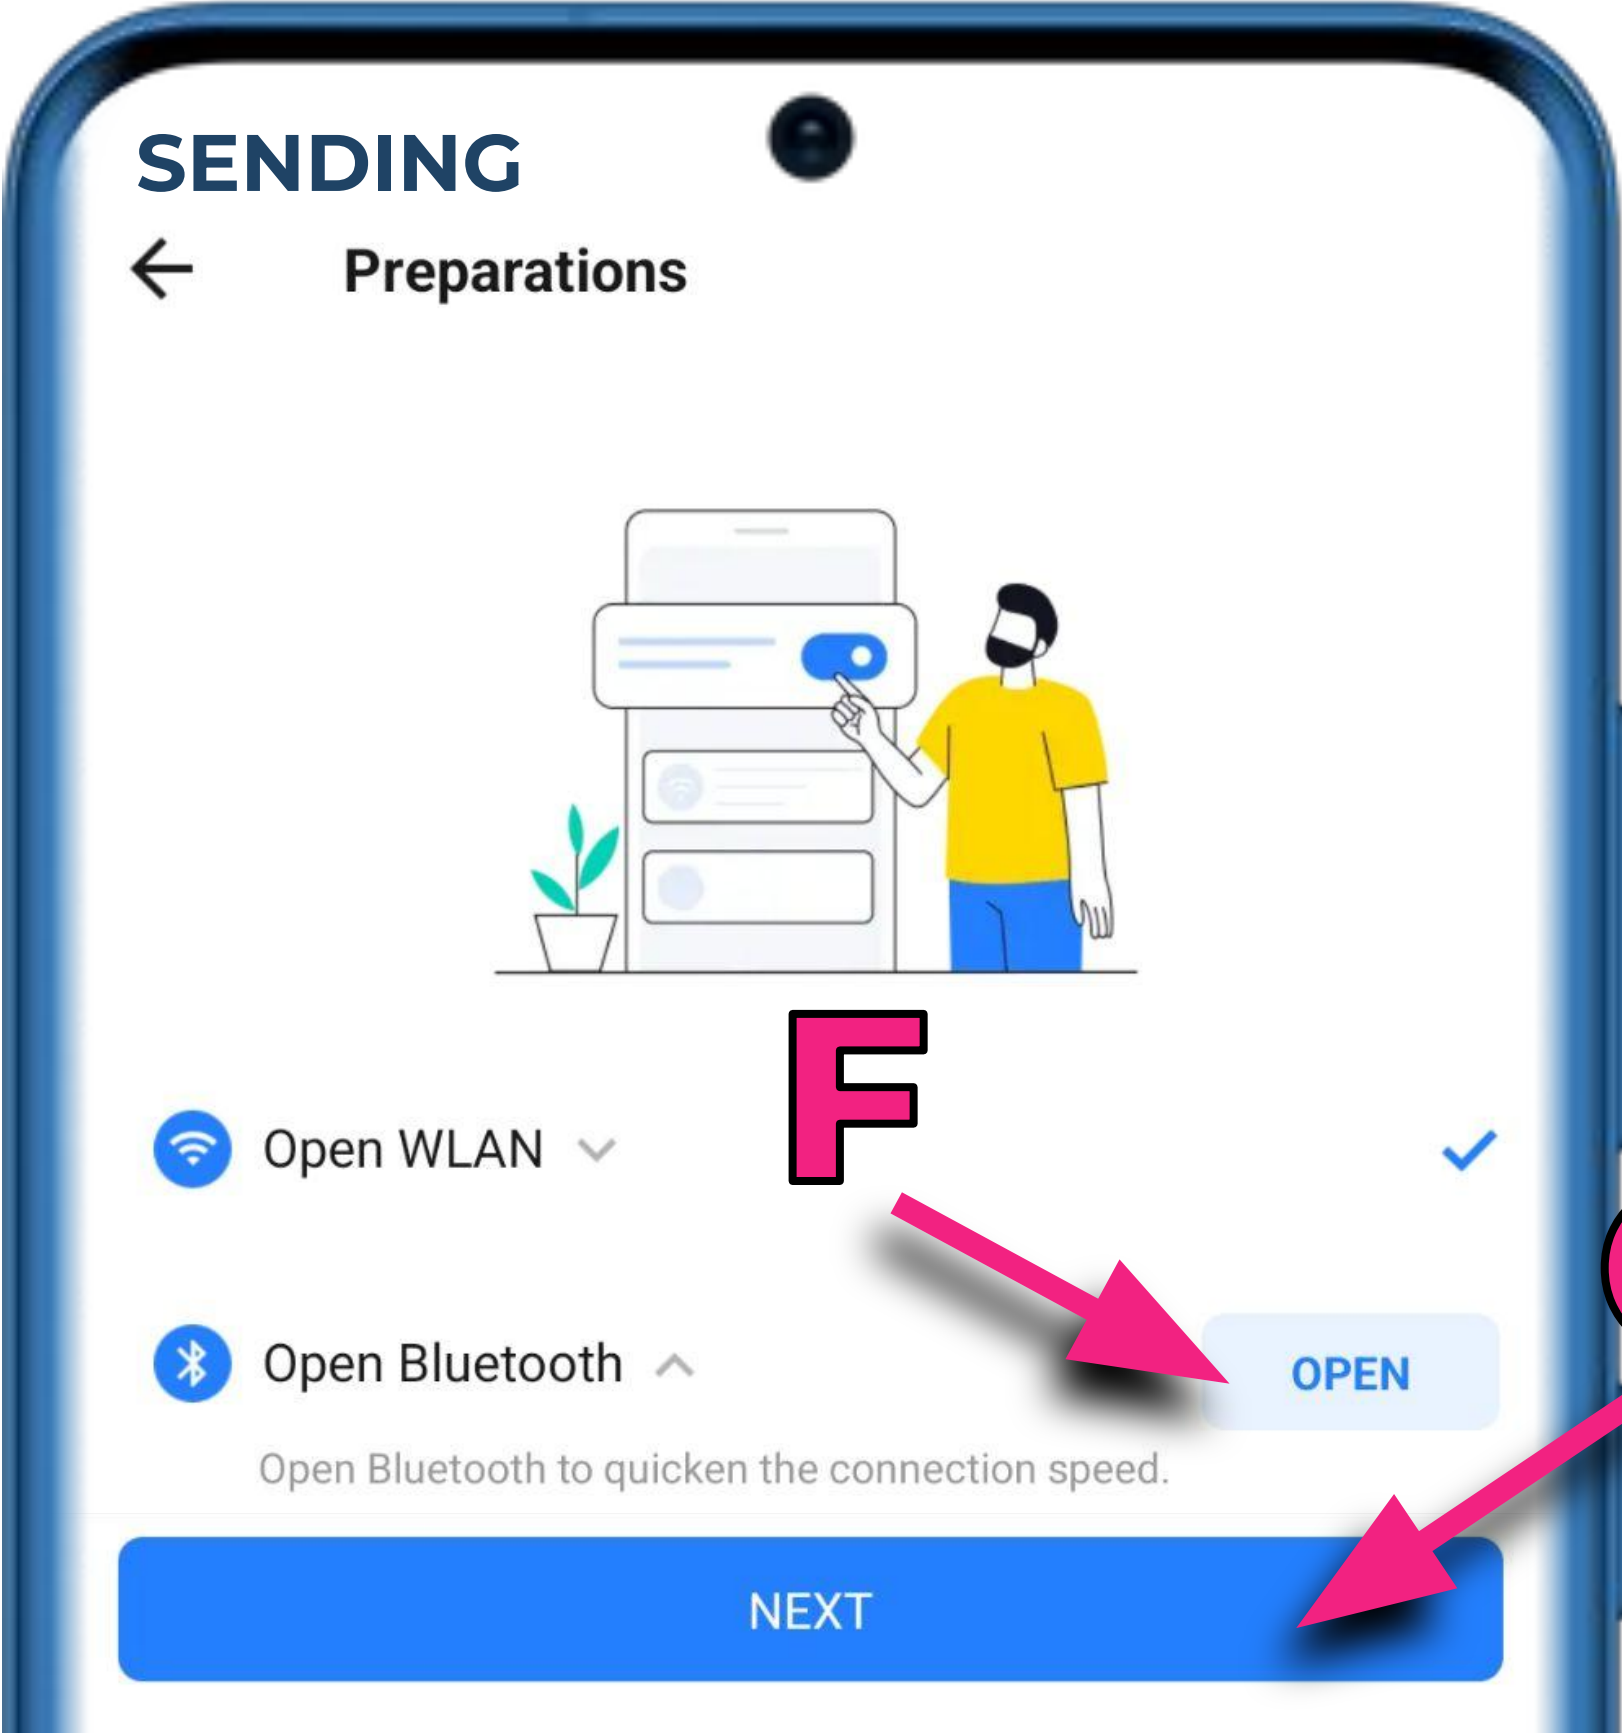 SENDING
Preparations
F
Open WLAN
Open Bluetooth
OPEN
Open Bluetooth to quicken the connection speed.
NEXT